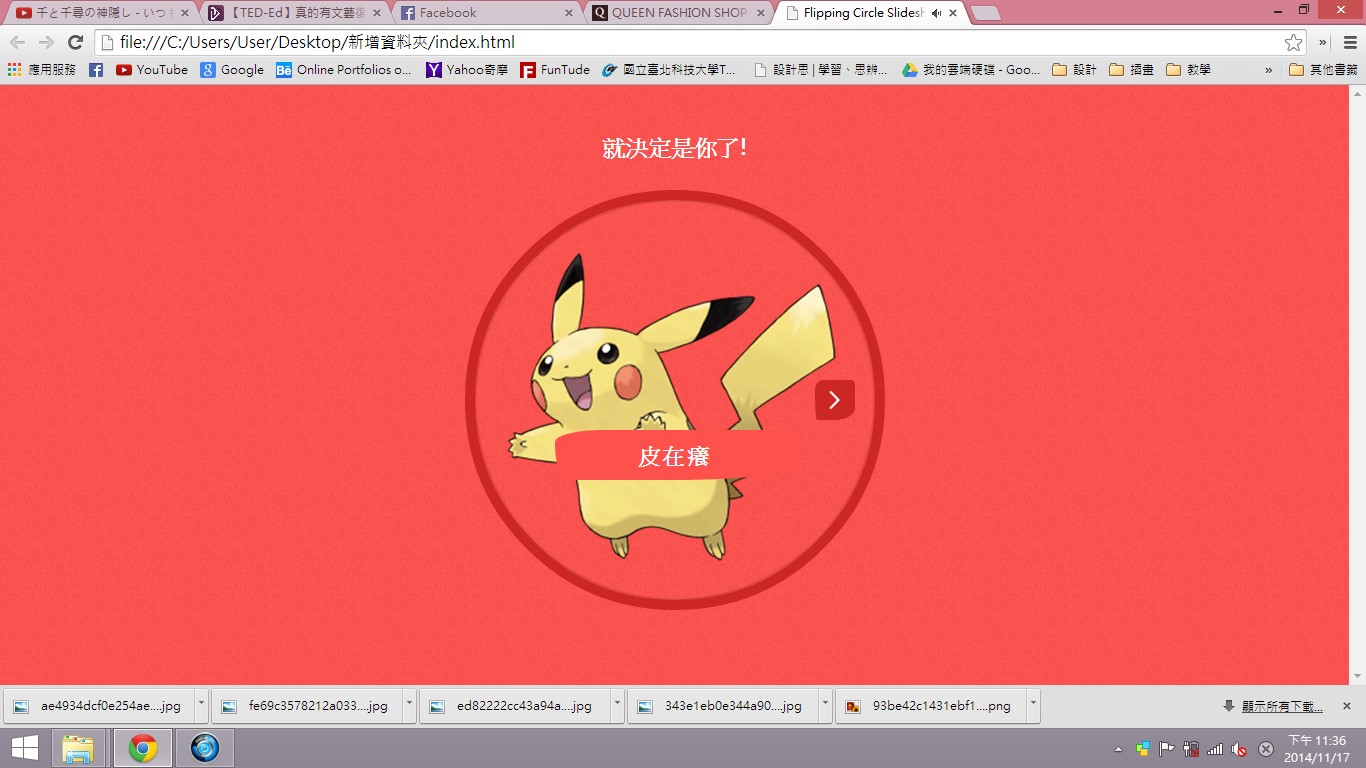 千と千尋の神隠し - いつも
【TED-Ed】真的有文藝復
Facebook
QUEEN FASHION SHOP
Flipping Circle Slidesh
file:///C:/Users/User/Desktop/新增資料夾/index.html
應用服務 YouTube Google Online Portfolios o... Yahoo奇摩 FunTude 國立臺北科技大學T... 設計思 | 學習、思辨... 我的雲端硬碟 - Goo... 設計 插畫 教學 » 其他書籤
就決定是你了!
皮在癢
ae4934dcf0e254ae....jpg
fe69c3578212a033....jpg
ed82222cc43a94a....jpg
343e1eb0e344a90....jpg
93be42c1431ebf1....png
顯示所有下載...
下午 11:36
2014/11/17